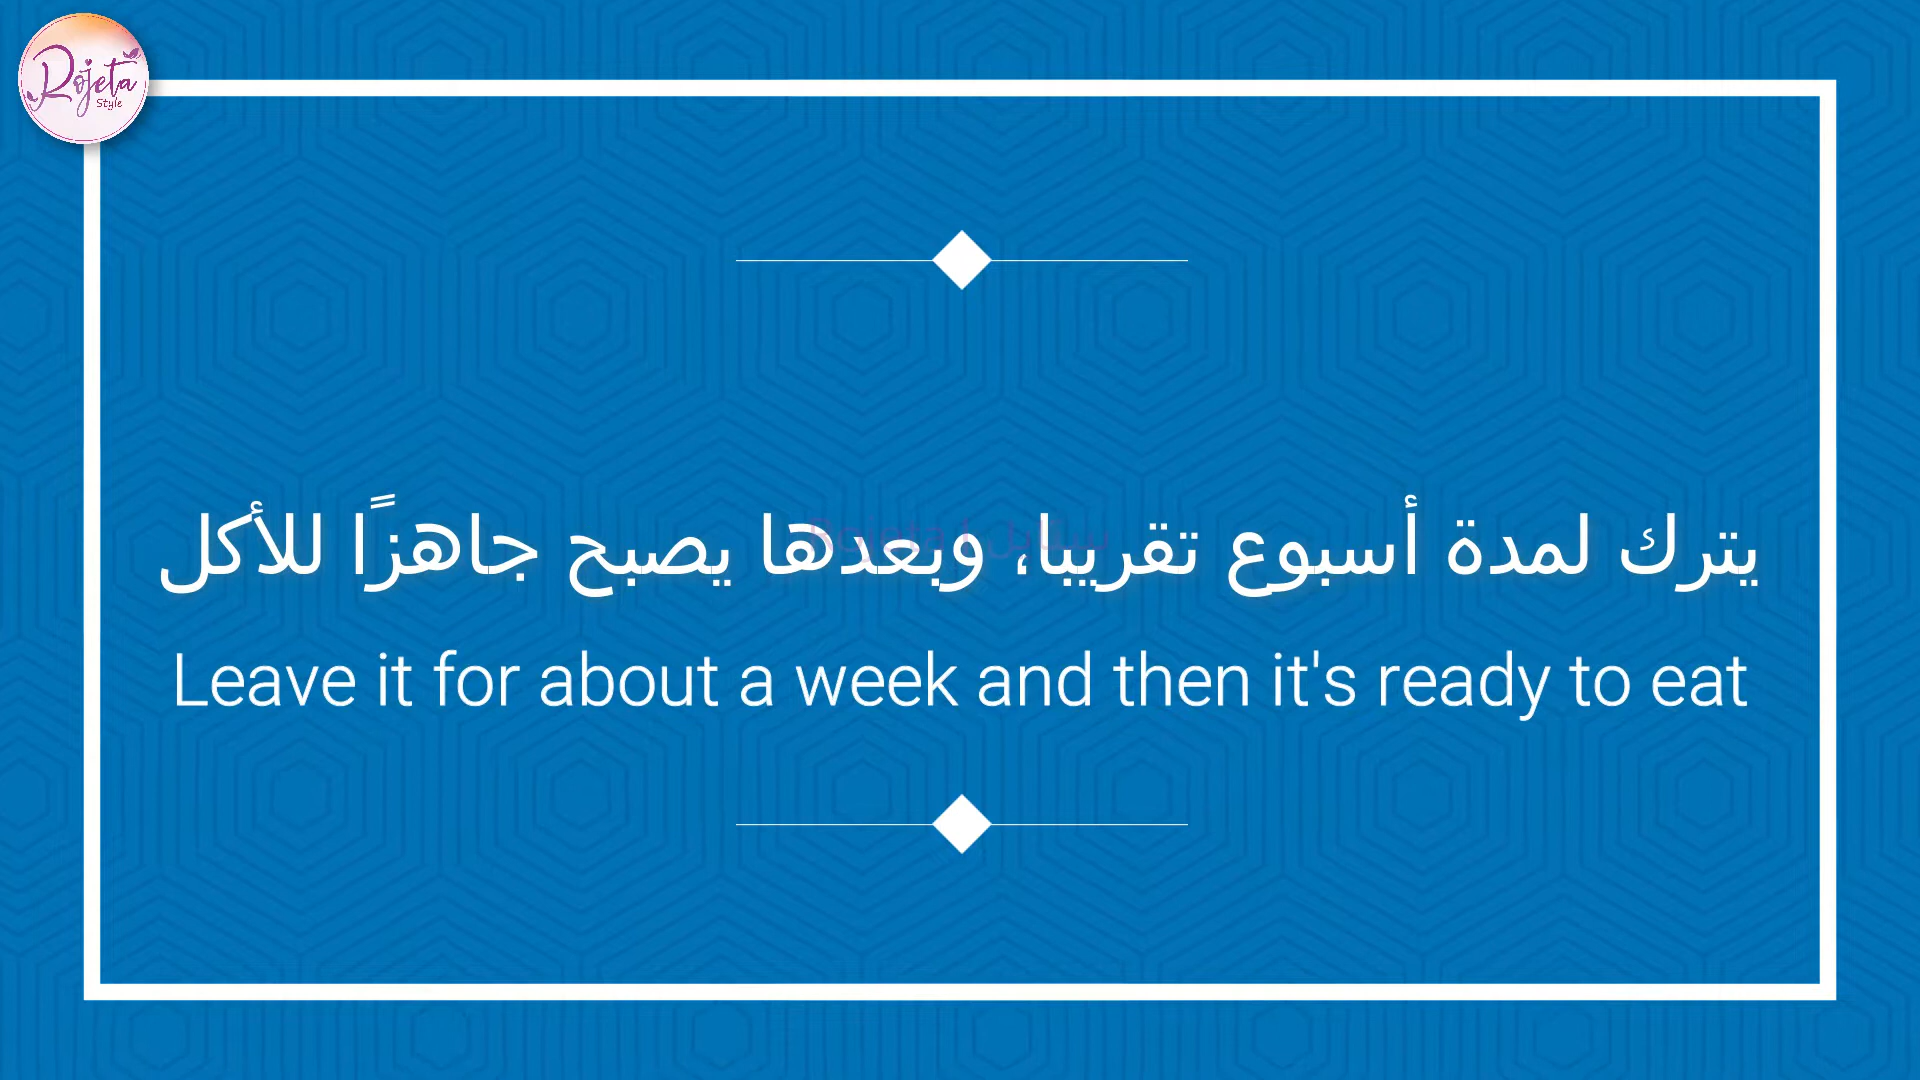 Rojeta
Style
يترك لمدة أسبوع تقريبا، وبعدها يصبح جاهزًا للأكل
Leave it for about a week and then it's ready to eat